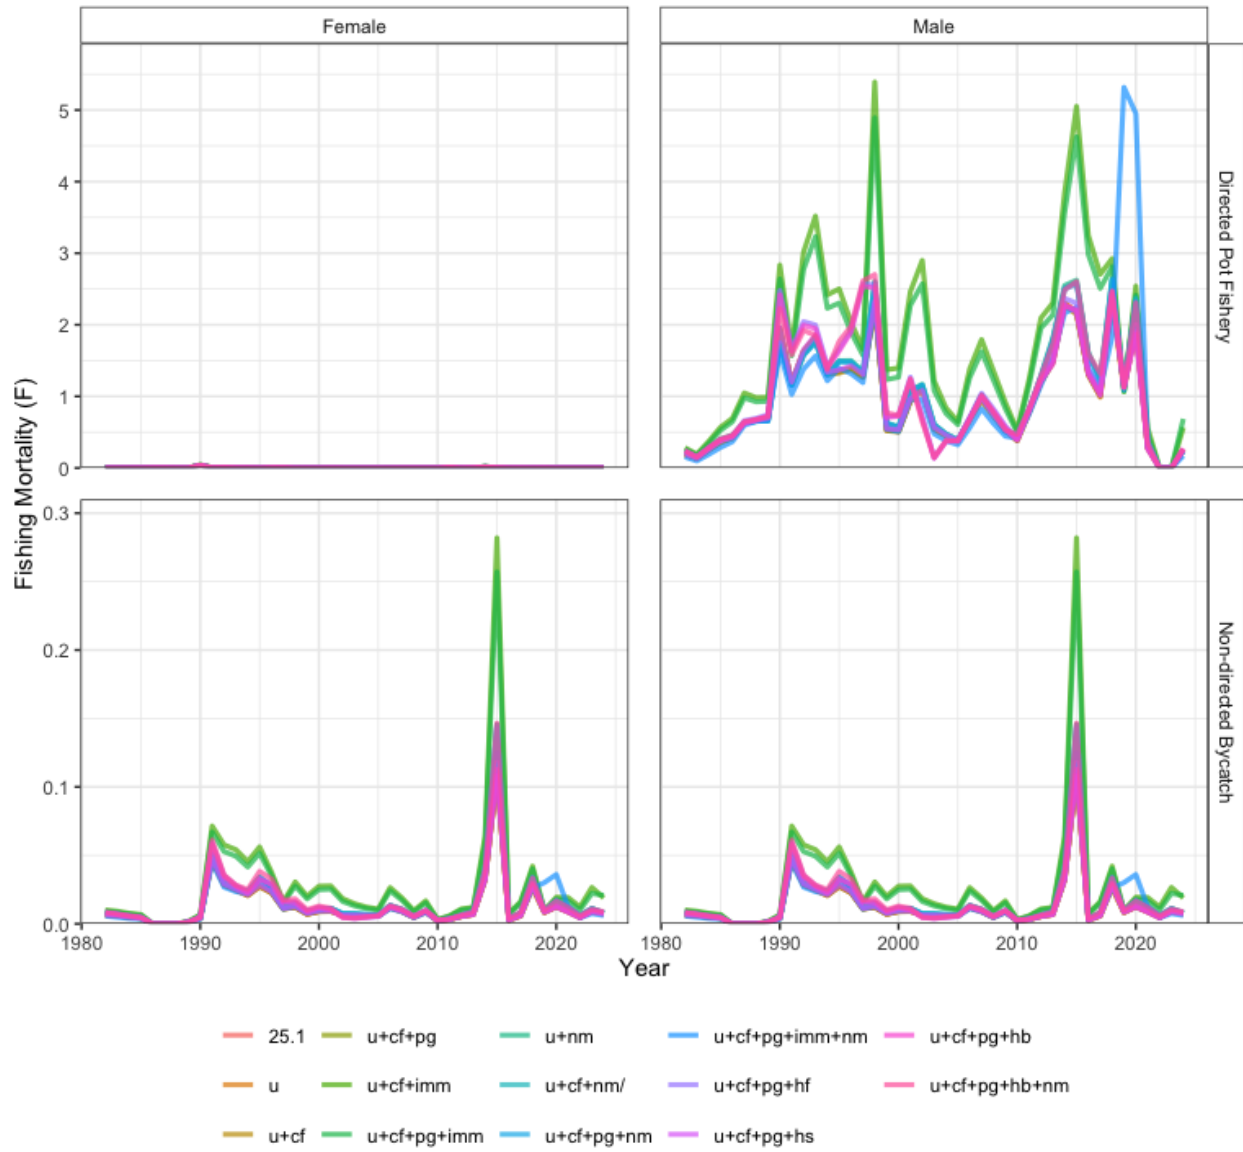 Female
Male
5
4
3
2
1
0
Directed Pot Fishery
Fishing Mortality (F)
0.3
0.2
0.1
0.0
Non-directed Bycatch
1980 1990 2000 2010 2020
1980 1990 2000 2010 2020
Year
25.1 u+cf+pg u+nm u+cf+pg+imm+nm u+cf+pg+hb
u u+cf+imm u+cf+nm/ u+cf+pg+hf u+cf+pg+hb+nm
u+cf u+cf+pg+imm u+cf+pg+nm u+cf+pg+hs